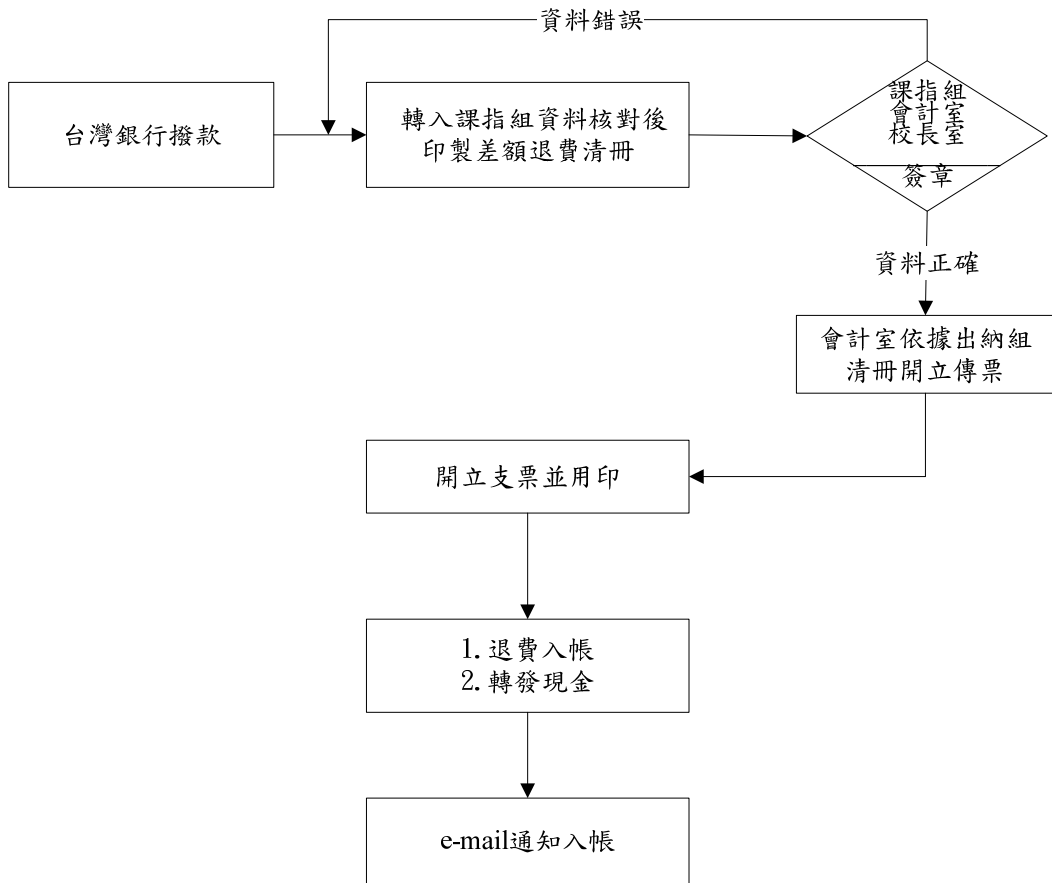 資料錯誤
台灣銀行撥款
轉入課指組資料核對後
印製差額退費清冊
課指組
會計室
校長室
簽章
資料正確
會計室依據出納組
清冊開立傳票
開立支票並用印
1. 退費入帳
2. 轉發現金
e-mail通知入帳